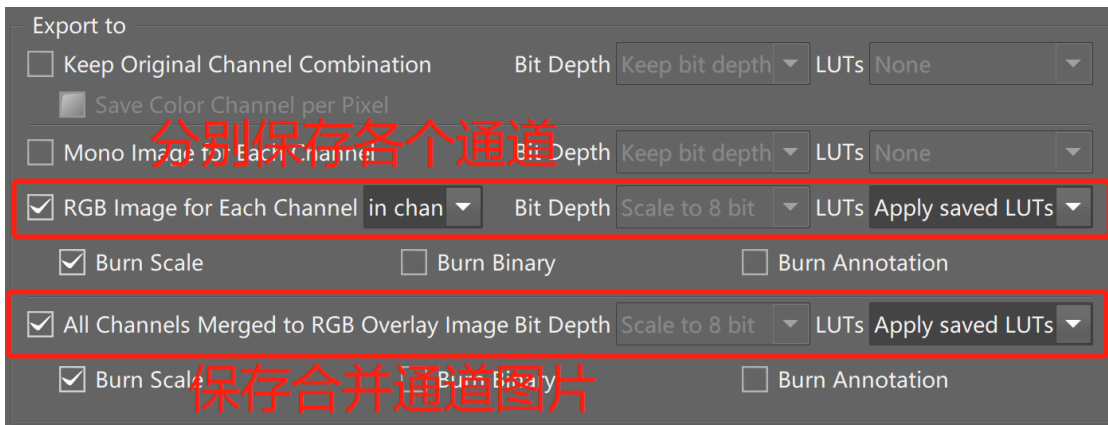 Export to
Keep Original Channel Combination Bit Depth Keep bit depth LUTs None
Save Color Channel per Pixel
分别保存各个通道
Mono Image for Each Channel Bit Depth Keep bit depth LUTs None
RGB Image for Each Channel in chan Bit Depth Scale to 8 bit LUTs Apply saved LUTs
Burn Scale Burn Binary Burn Annotation
All Channels Merged to RGB Overlay Image Bit Depth Scale to 8 bit LUTs Apply saved LUTs
Burn Scale Burn Binary Burn Annotation
保存合并通道图片